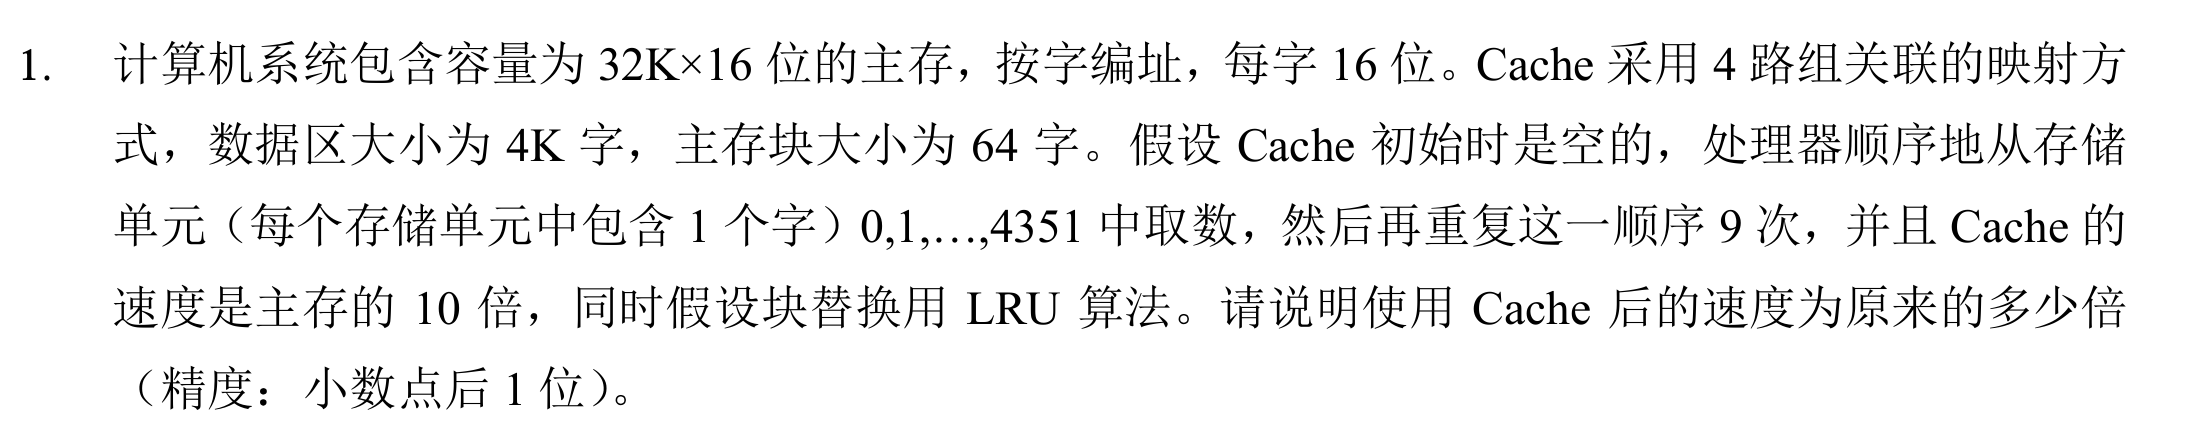 1. 计算机系统包含容量为 32K×16 位的主存，按字编址，每字 16 位。Cache 采用 4 路组关联的映射方
式，数据区大小为 4K 字，主存块大小为 64 字。假设 Cache 初始时是空的，处理器顺序地从存储
单元（每个存储单元中包含 1 个字）0,1,…,4351 中取数，然后再重复这一顺序 9 次，并且 Cache 的
速度是主存的 10 倍，同时假设块替换用 LRU 算法。请说明使用 Cache 后的速度为原来的多少倍
（精度：小数点后 1 位）。